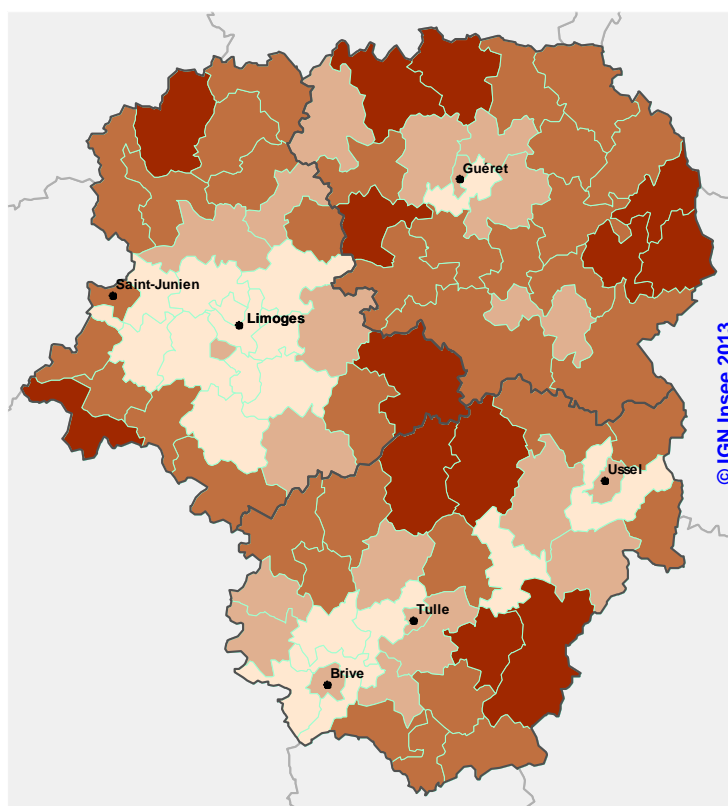 Guéret
Saint-Junien
Limoges
© IGN Insee 2013
Ussel
Tulle
Brive